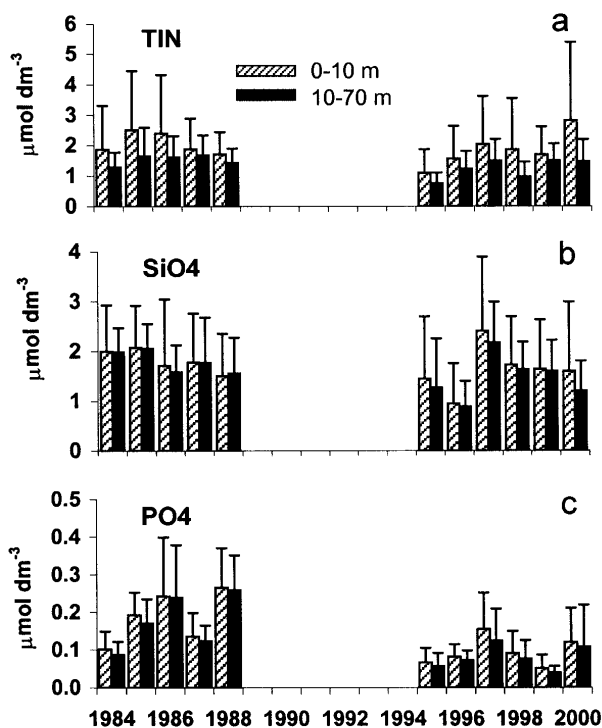 TIN
a
0-10 m
10-70 m
μmol dm-3
6
5
4
3
2
1
0
SiO4
b
μmol dm-3
4
3
2
1
0
PO4
c
μmol dm-3
0.5
0.4
0.3
0.2
0.1
0.0
1984 1986 1988 1990 1992 1994 1996 1998 2000